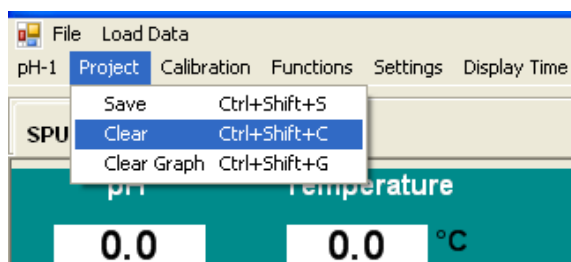 File Load Data
pH-1 Project Calibration Functions Settings Display Time
Save Ctrl+Shift+S
SPU Clear Ctrl+Shift+C
Clear Graph Ctrl+Shift+G
pH Temperature
0.0 0.0 °C